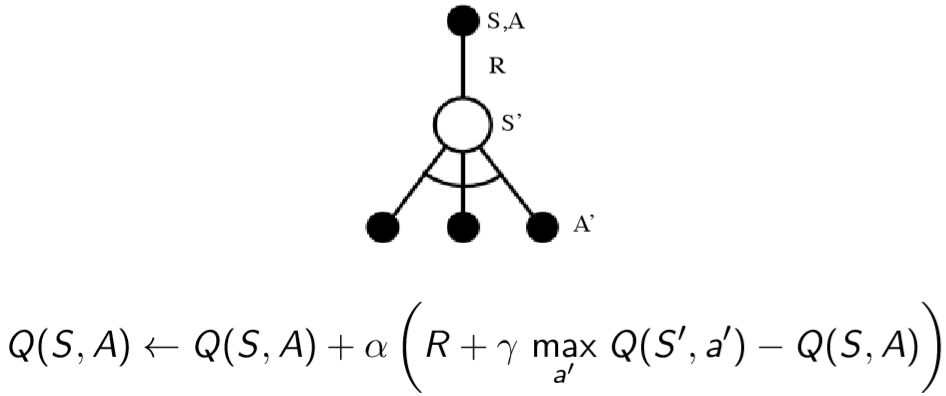 S,A
R
S'
A'
Q(S, A) ← Q(S, A) + α ( R + γ max_{a′} Q(S′, a′) − Q(S, A) )